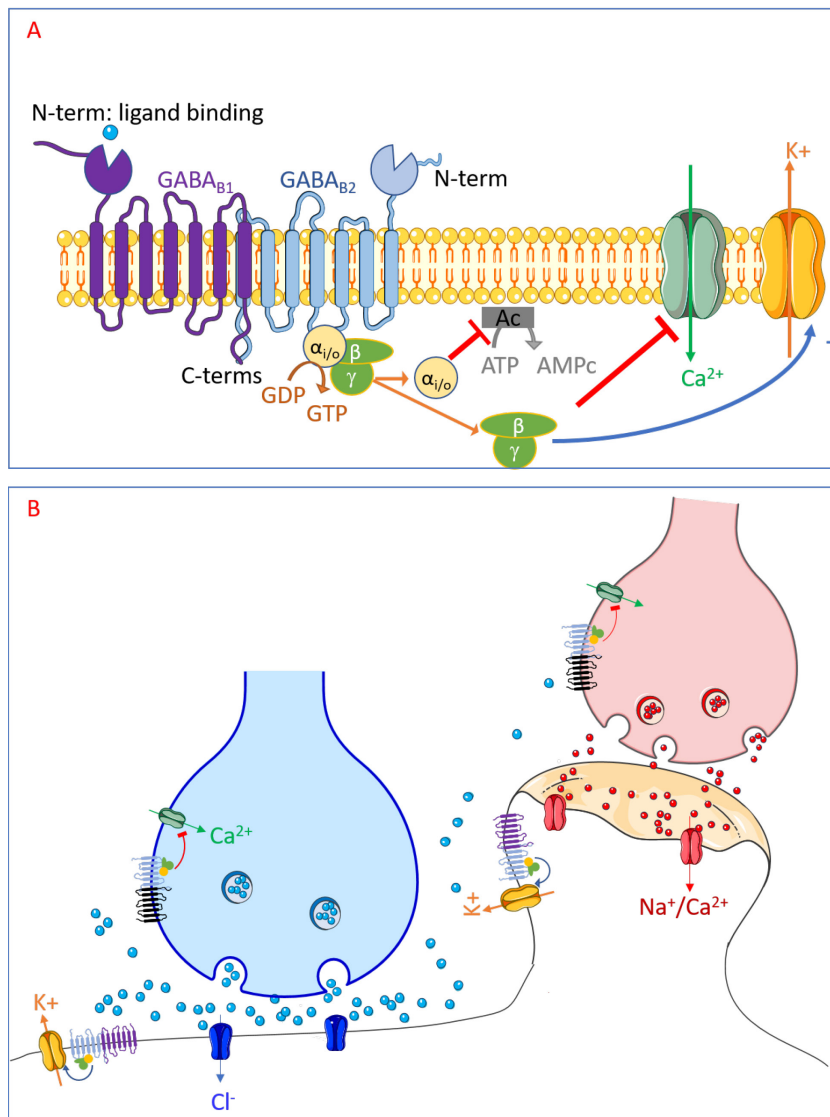 A
N-term: ligand binding
K+
GABAB1
GABAB2
N-term
αi/o
β
γ
Ac
C-terms
αi/o
ATP
AMPc
Ca²⁺
GDP
GTP
β
γ
B
Ca²⁺
K+
Na⁺/Ca²⁺
K+
Cl⁻